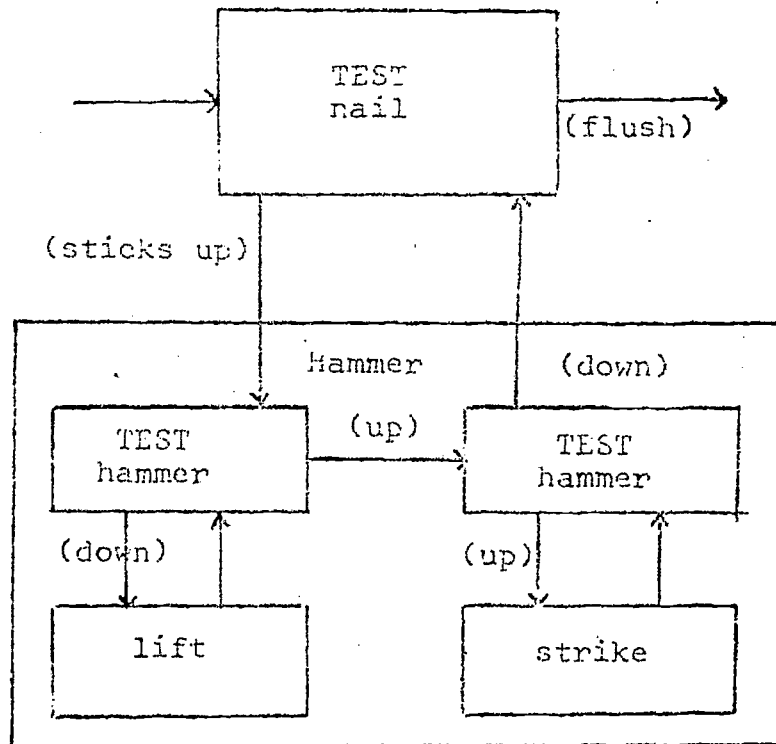 TEST
nail
(flush)
(sticks up)
Hammer
(down)
TEST
hammer
(up)
TEST
hammer
(down)
(up)
lift
strike